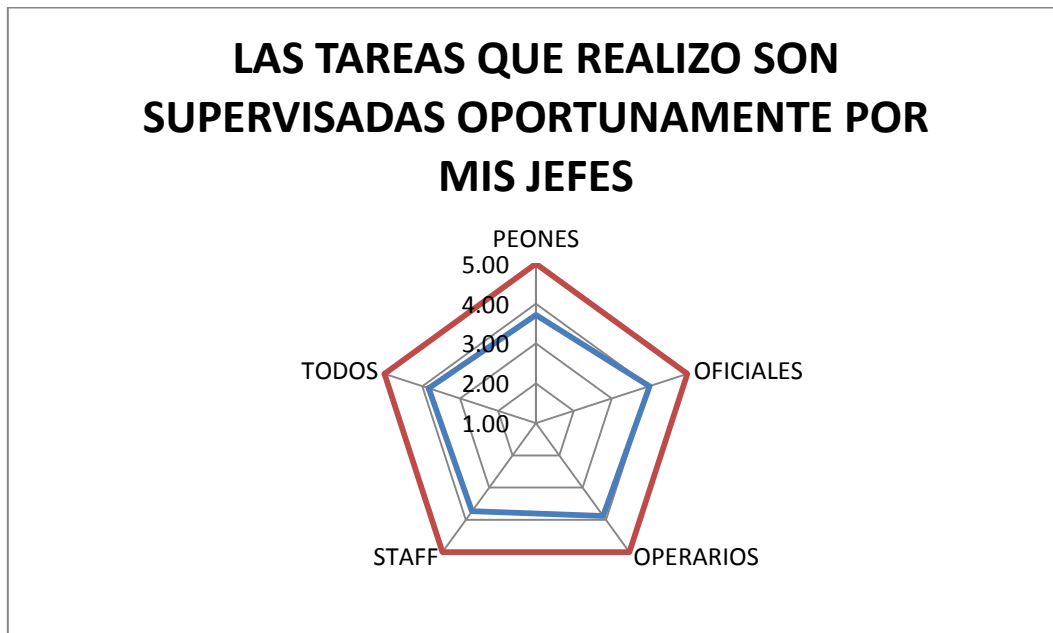 LAS TAREAS QUE REALIZO SON
SUPERVISADAS OPORTUNAMENTE POR
MIS JEFES
PEONES
5.00
4.00
3.00
2.00
1.00
TODOS
OFICIALES
STAFF
OPERARIOS